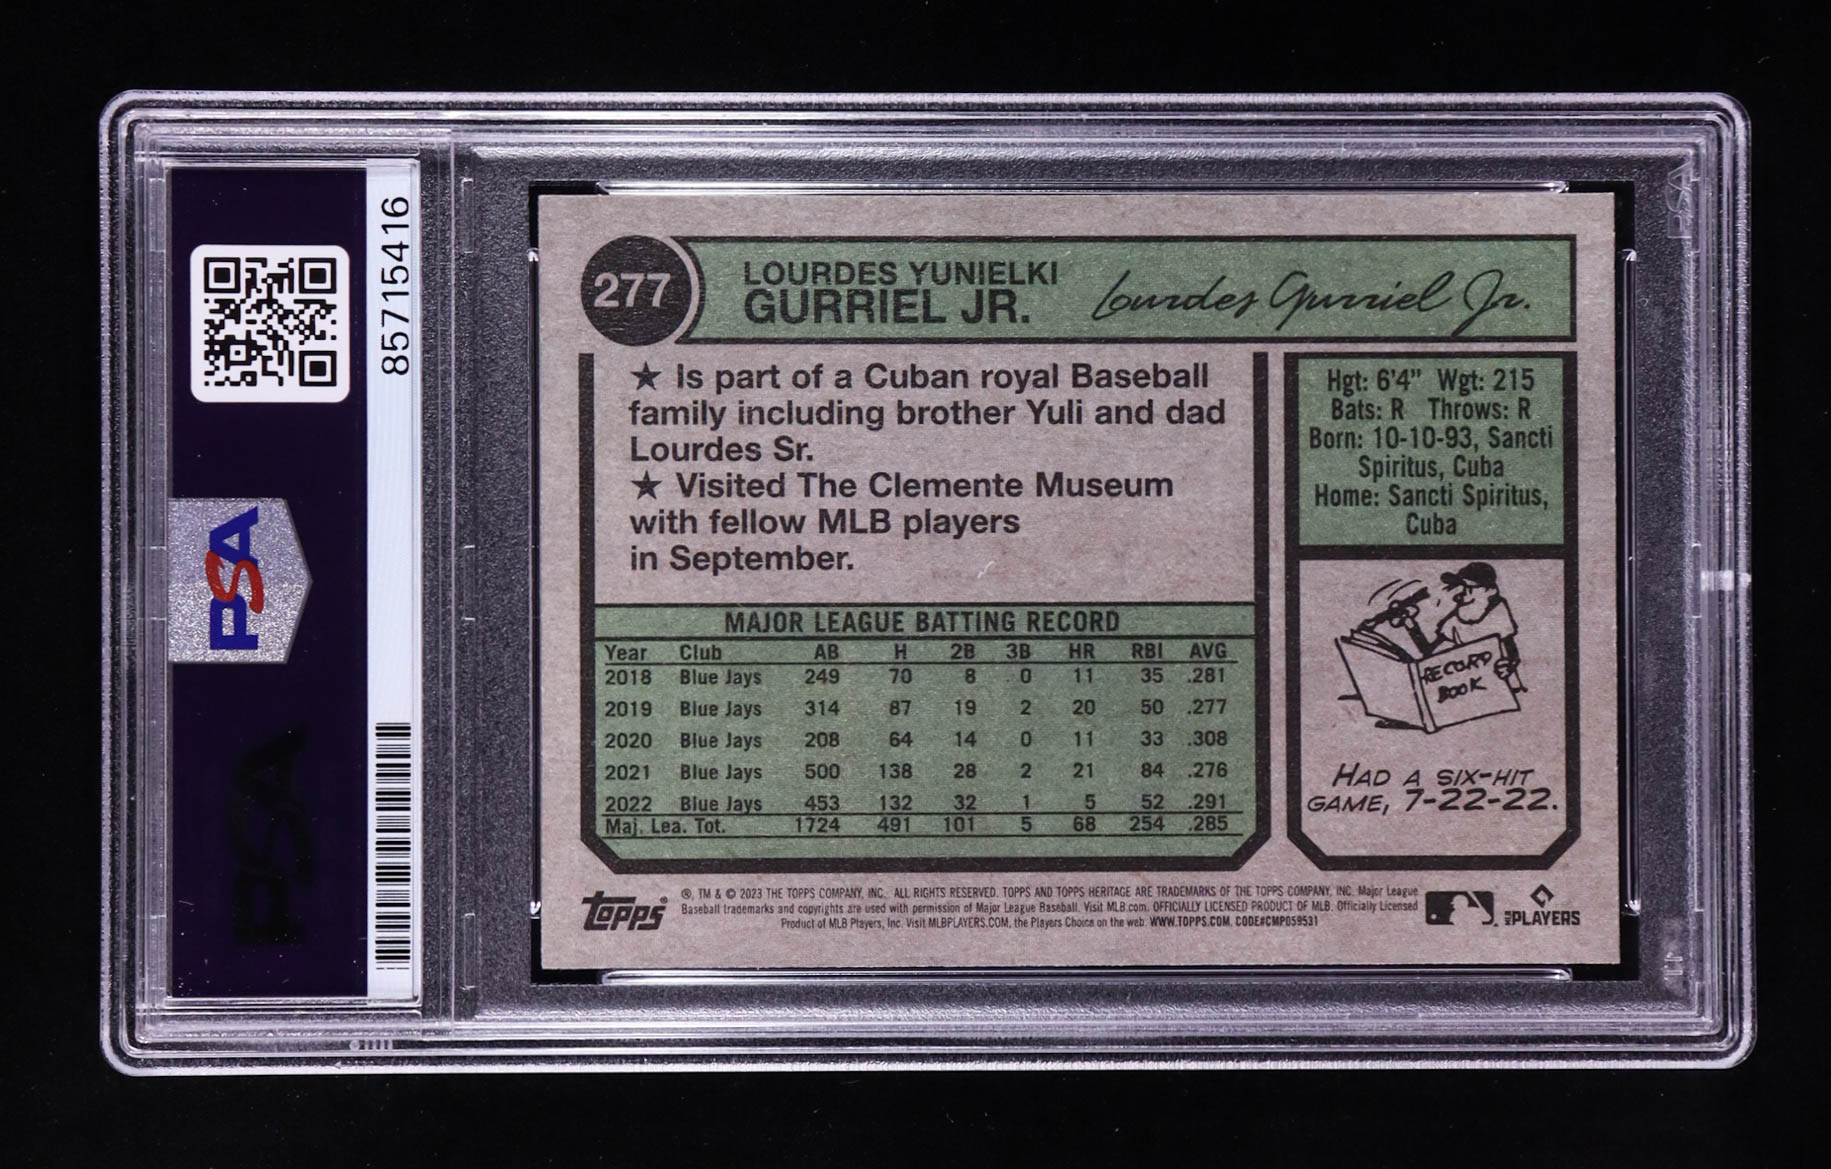 85715416
PSA
PSA
277
LOURDES YUNIELKI
GURRIEL JR.
Lourdes Gurriel Jr.
★ Is part of a Cuban royal Baseball
family including brother Yuli and dad
Lourdes Sr.
★ Visited The Clemente Museum
with fellow MLB players
in September.
Hgt: 6'4" Wgt: 215
Bats: R Throws: R
Born: 10-10-93, Sancti
Spiritus, Cuba
Home: Sancti Spiritus,
Cuba
RECORD
BOOK
HAD A SIX-HIT
GAME, 7-22-22.
MAJOR LEAGUE BATTING RECORD
Year Club AB H 2B 3B HR RBI AVG
2018 Blue Jays 249 70 8 0 11 35 .281
2019 Blue Jays 314 87 19 2 20 50 .277
2020 Blue Jays 208 64 14 0 11 33 .308
2021 Blue Jays 500 138 28 2 21 84 .276
2022 Blue Jays 453 132 32 1 5 52 .291
Maj. Lea. Tot. 1724 491 101 5 68 254 .285
Topps®
®, TM & © 2023 THE TOPPS COMPANY, INC. ALL RIGHTS RESERVED. TOPPS AND TOPPS HERITAGE ARE TRADEMARKS OF THE TOPPS COMPANY, INC. Major League
Baseball trademarks and copyrights are used with permission of Major League Baseball. Visit MLB.com. OFFICIALLY LICENSED PRODUCT OF MLB. Officially Licensed
Product of MLB Players, Inc. Visit MLBPLAYERS.COM, the Players Choice on the web. WWW.TOPPS.COM. CODE#CMP059531
MLB PLAYERS
PSA